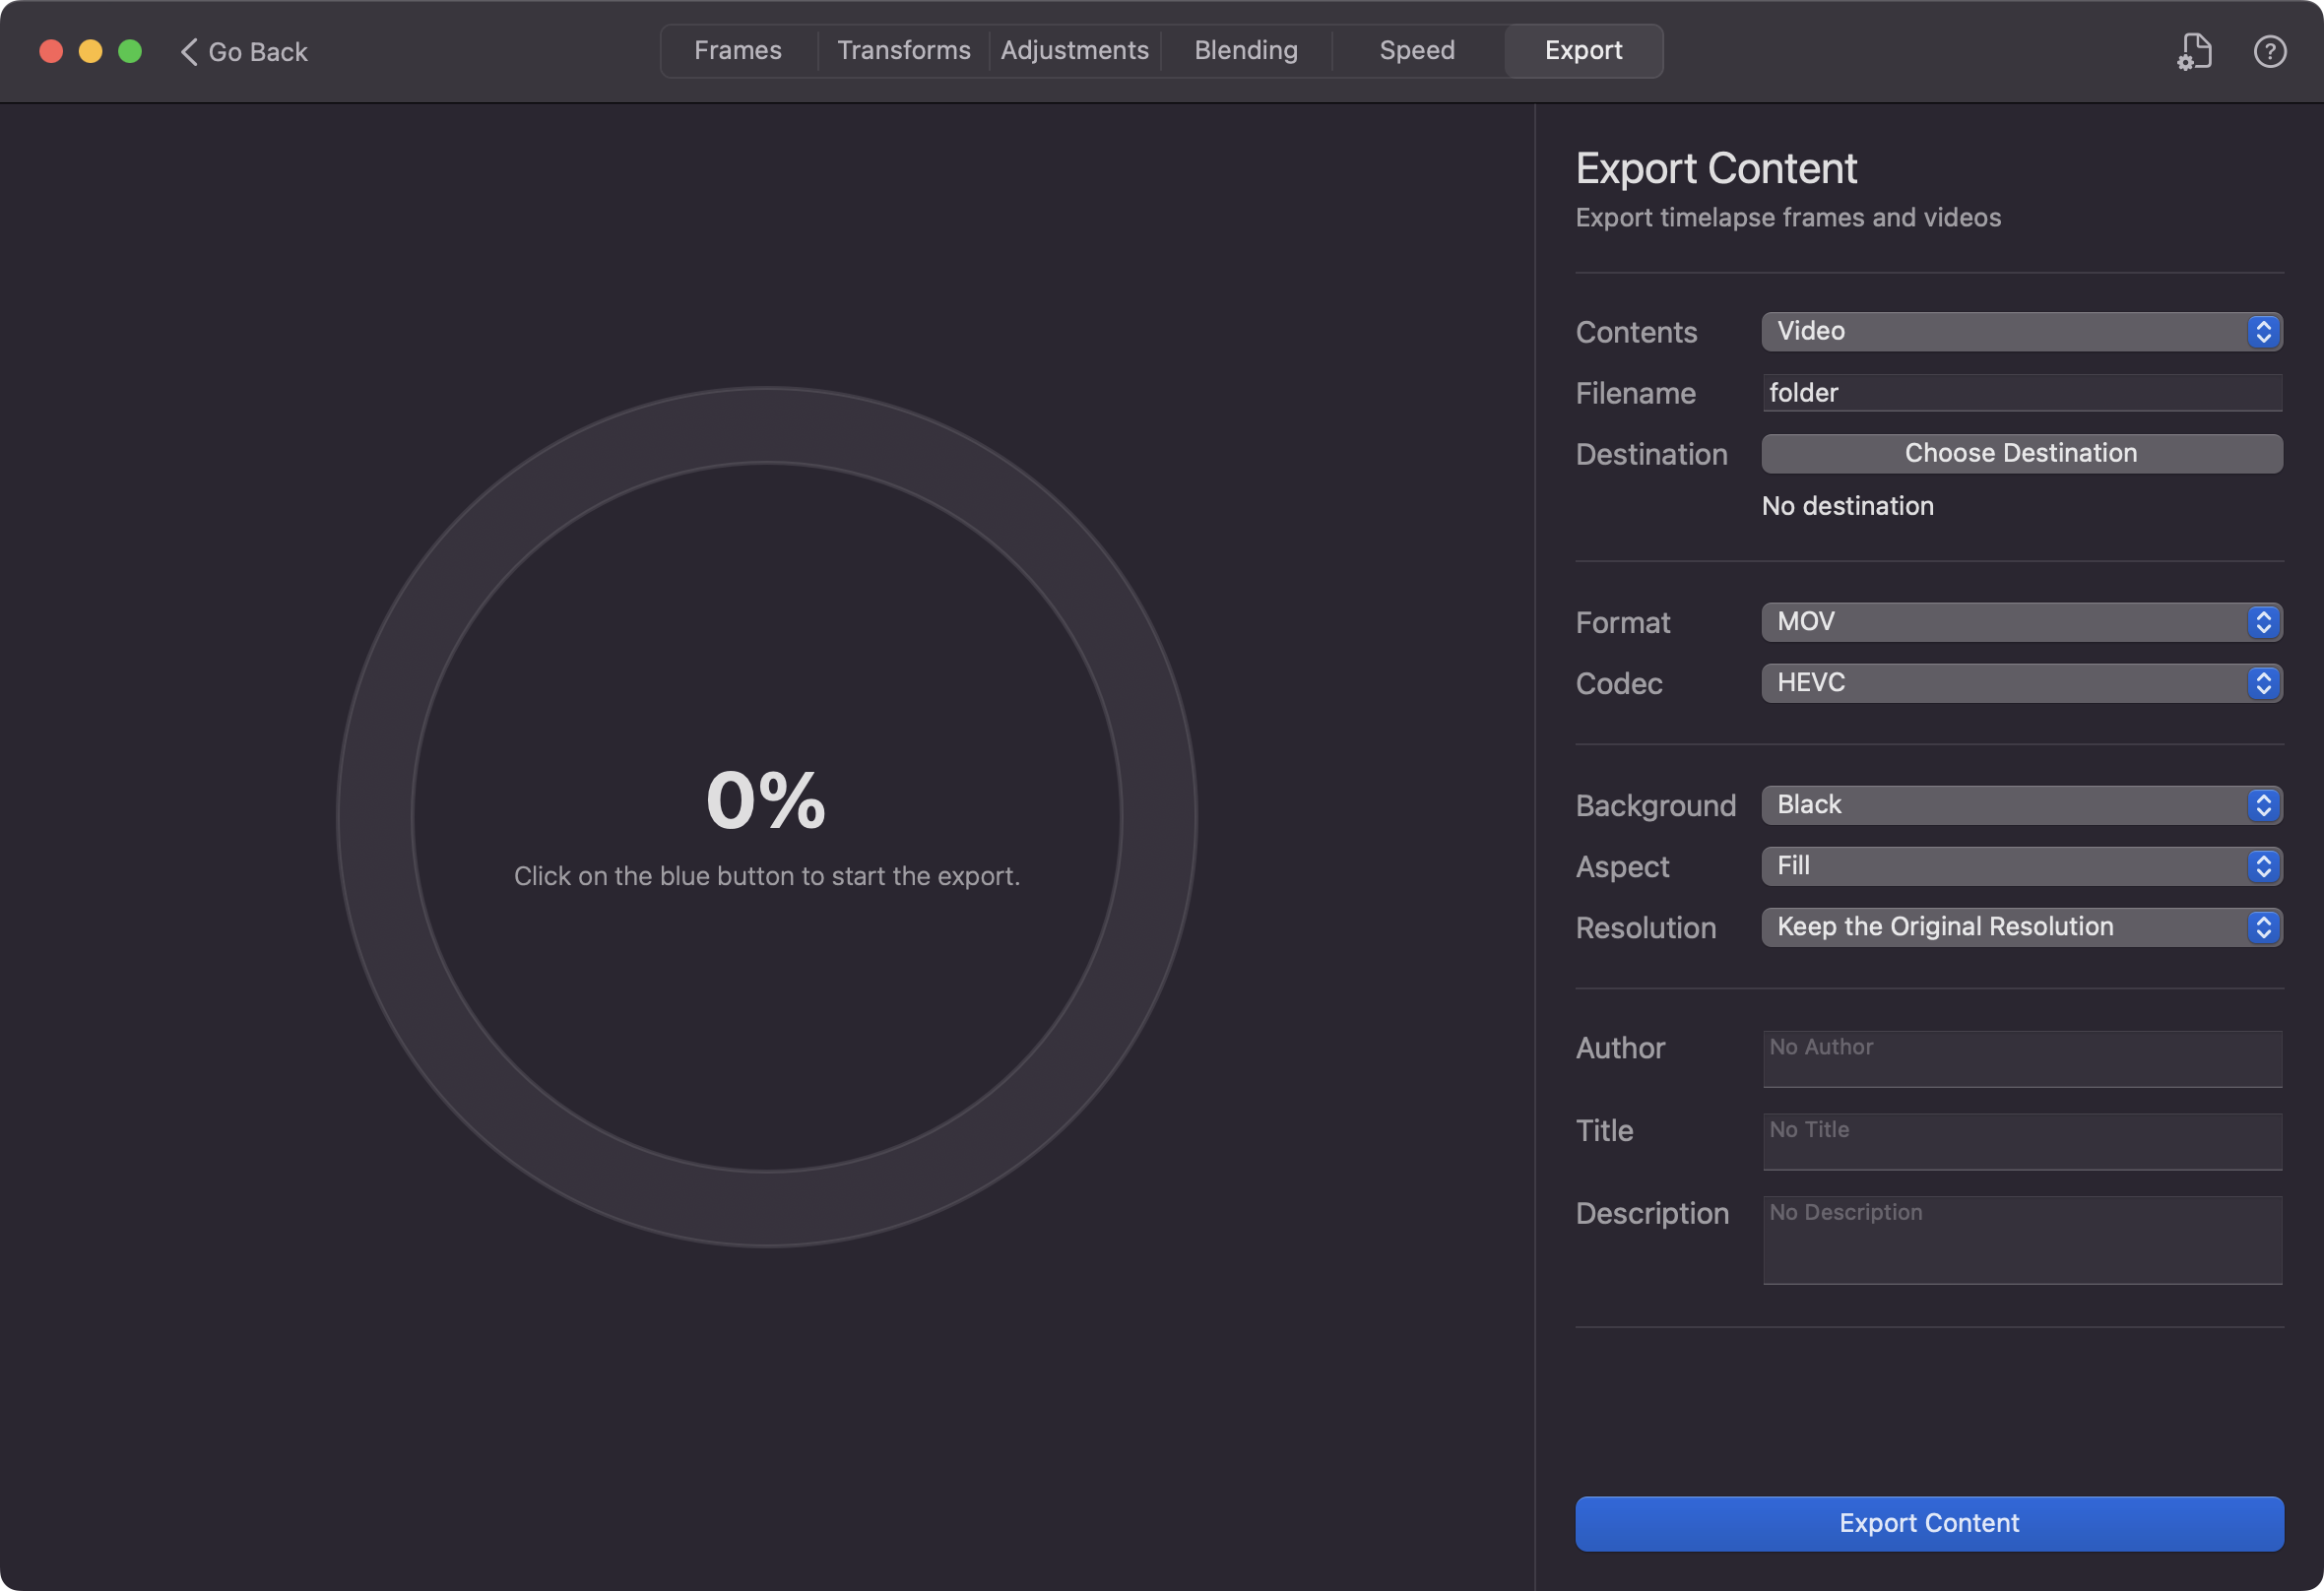 Go Back
Frames
Transforms
Adjustments
Blending
Speed
Export
?
Export Content
Export timelapse frames and videos
Contents
Video
Filename
folder
Destination
Choose Destination
No destination
Format
MOV
Codec
HEVC
Background
Black
Aspect
Fill
Resolution
Keep the Original Resolution
Author
No Author
Title
No Title
Description
No Description
Export Content
0%
Click on the blue button to start the export.